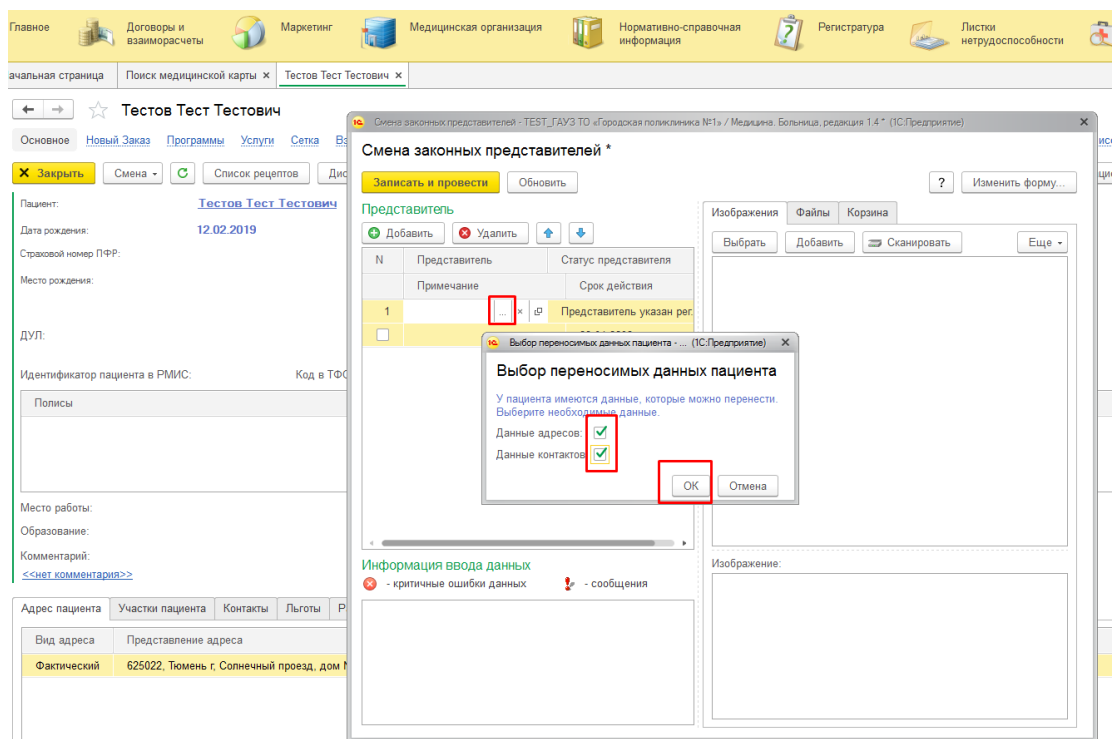 Главное
Договоры и взаиморасчеты
Маркетинг
Медицинская организация
Нормативно-справочная информация
Регистратура
Листки нетрудоспособности
ачальная страница
Поиск медицинской карты ×
Тестов Тест Тестович ×
Тестов Тест Тестович
Основное Новый Заказ Программы Услуги Сетка
Закрыть Смена Список рецептов
Пациент: Тестов Тест Тестович
Дата рождения: 12.02.2019
Страховой номер ПФР:
Место рождения:
ДУЛ:
Идентификатор пациента в РМИС: Код в
Полисы
Место работы:
Образование:
Комментарий:
<<нет комментария>>
Адрес пациента Участки пациента Контакты Льготы
Вид адреса Представление адреса
Фактический 625022, Тюмень г, Солнечный проезд, дом
Смена законных представителей - TEST_ГАУЗ ТО «Городская поликлиника №1» / Медицина. Больница, редакция 1.4 * (1С:Предприятие)
Смена законных представителей *
Записать и провести Обновить ? Изменить форму...
Представитель
Добавить Удалить
N Представитель Статус представителя
Примечание Срок действия
1 ... × Представитель указан рег.
Изображения Файлы Корзина
Выбрать Добавить Сканировать Еще
Выбор переносимых данных пациента - ... (1С:Предприятие)
Выбор переносимых данных пациента
У пациента имеются данные, которые можно перенести.
Выберите необходимые данные.
Данные адресов:
Данные контактов
ОК Отмена
Информация ввода данных
- критичные ошибки данных - сообщения
Изображение: